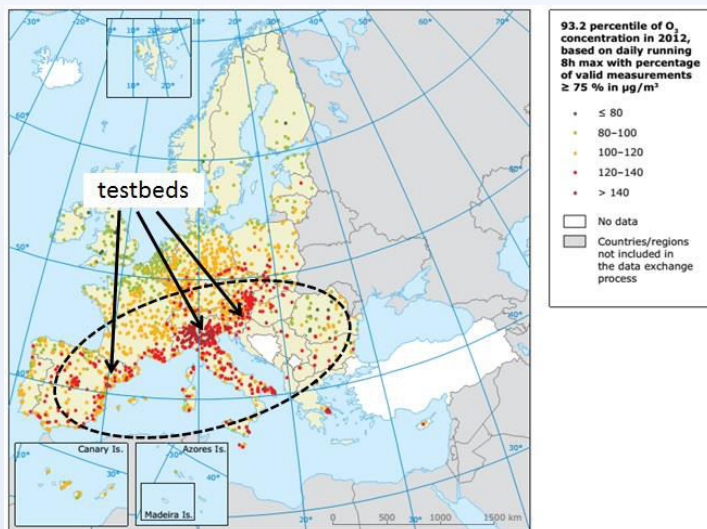 93.2 percentile of O3
concentration in 2012,
based on daily running
8h max with percentage
of valid measurements
≥ 75 % in µg/m³
≤ 80
80–100
100–120
120–140
> 140
No data
Countries/regions
not included in
the data exchange
process
testbeds
Canary Is.
Azores Is.
Madeira Is.
0 500 1000 1500 km